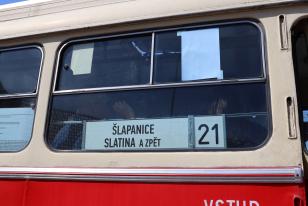 ŠLAPANICE
SLATINA A ZPĚT
21
VSTUP